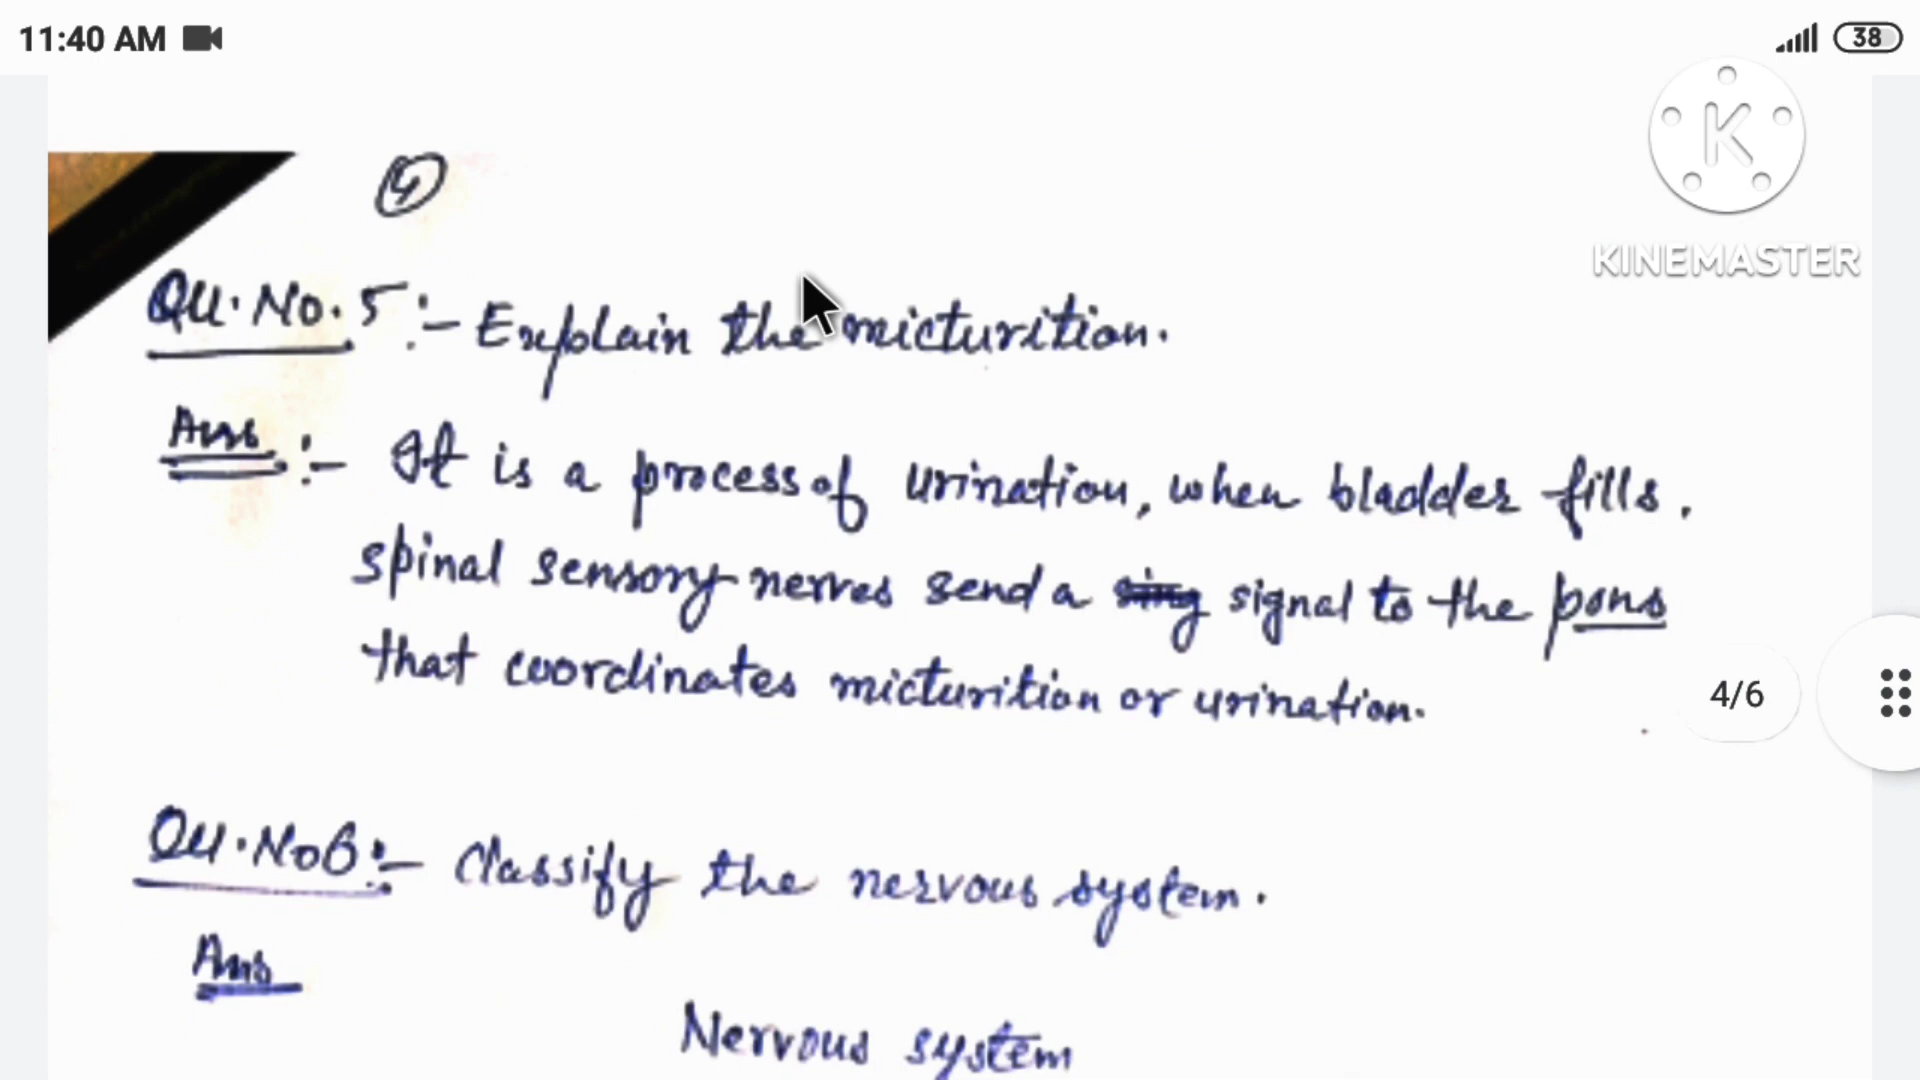 11:40 AM
38
KINEMASTER
4
Qu. No. 5 :- Explain the micturition.
Ans :- It is a process of urination, when bladder fills.
spinal sensory nerves send a signal to the pons
that coordinates micturition or urination.
4/6
Qu. No 6 :- Classify the nervous system.
Ans
Nervous system